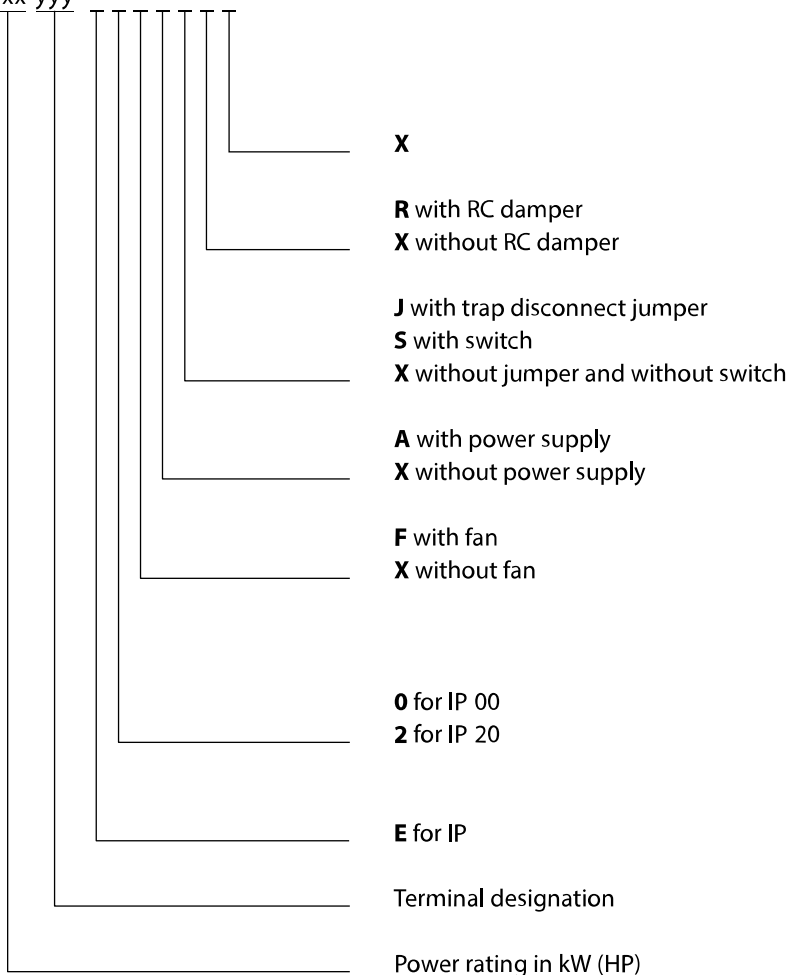 yyy
X
R with RC damper
X without RC damper
J with trap disconnect jumper
S with switch
X without jumper and without switch
A with power supply
X without power supply
F with fan
X without fan
0 for IP 00
2 for IP 20
E for IP
Terminal designation
Power rating in kW (HP)